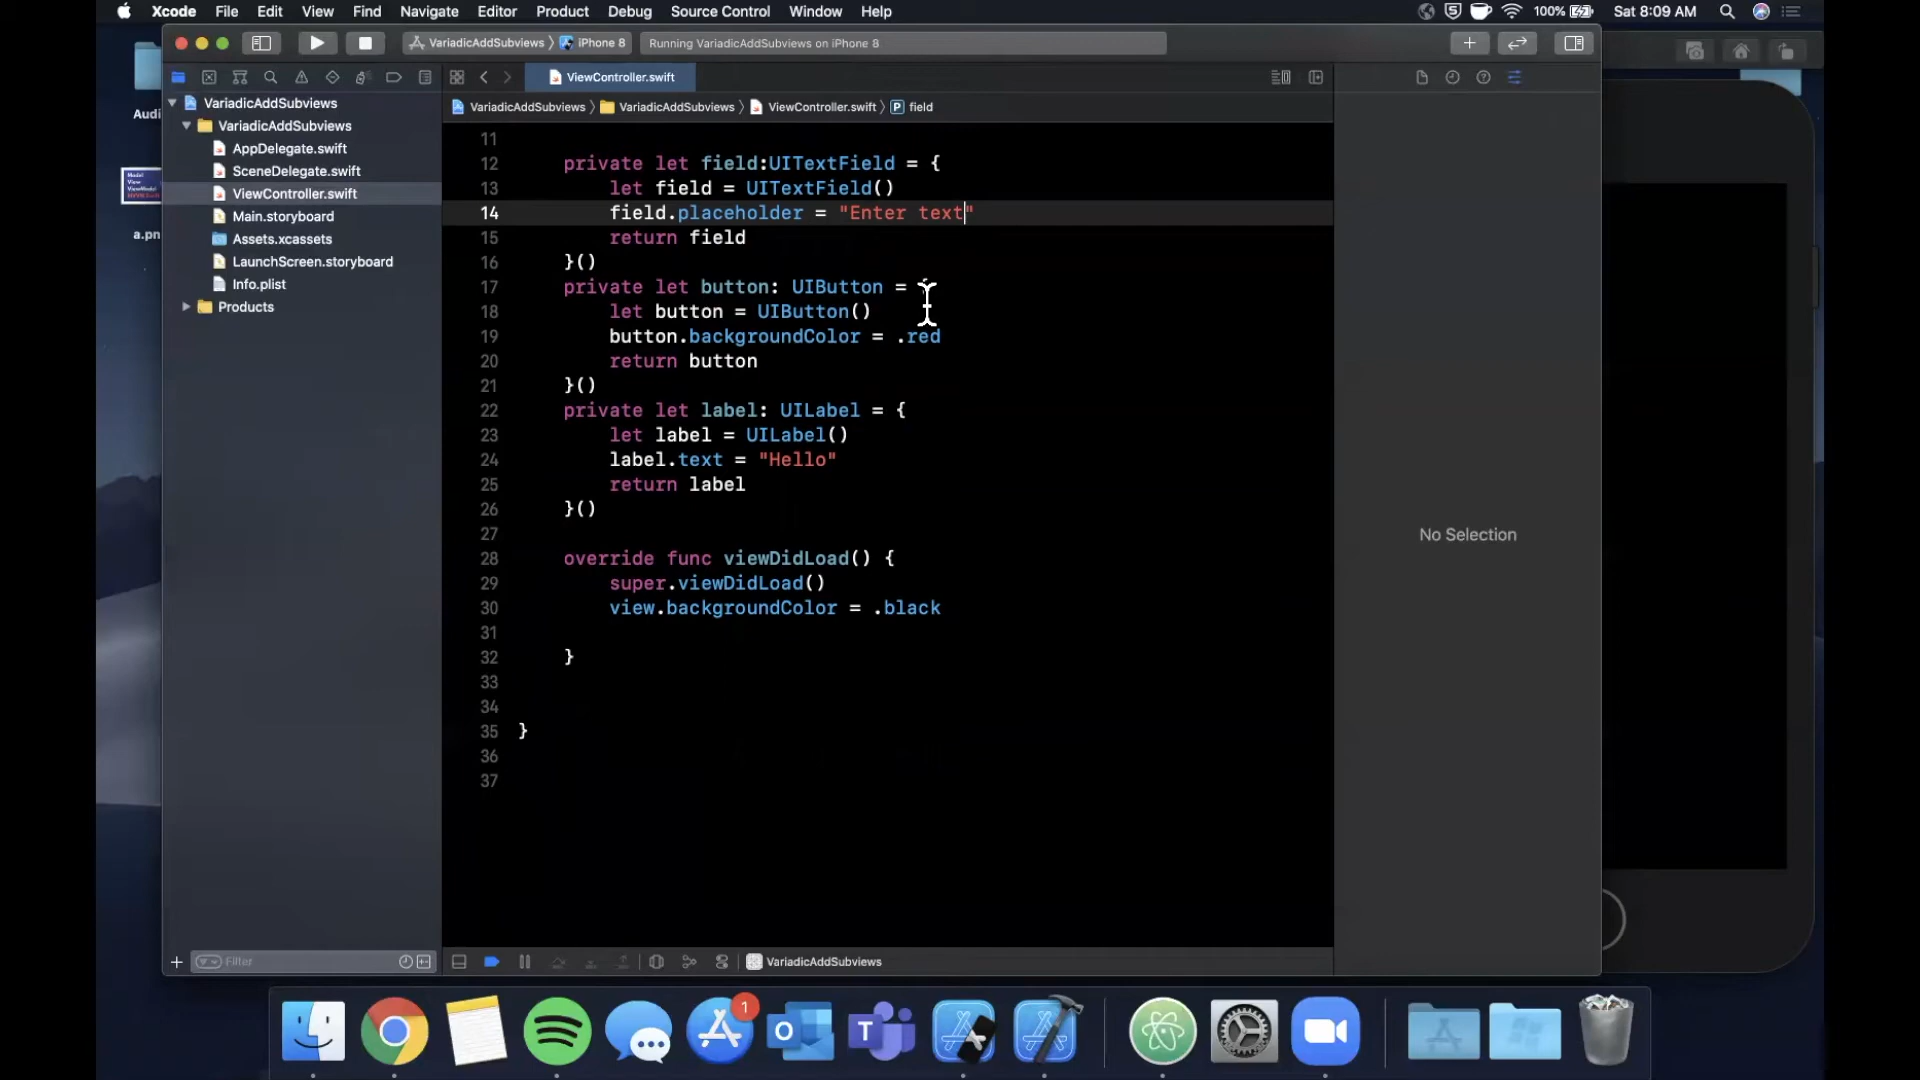 Xcode File Edit View Find Navigate Editor Product Debug Source Control Window Help
100% Sat 8:09 AM
VariadicAddSubviews iPhone 8 Running VariadicAddSubviews on iPhone 8
ViewController.swift
VariadicAddSubviews VariadicAddSubviews ViewController.swift P field
VariadicAddSubviews
VariadicAddSubviews
AppDelegate.swift
SceneDelegate.swift
ViewController.swift
Main.storyboard
Assets.xcassets
LaunchScreen.storyboard
Info.plist
Products
Audi
Model
View
ViewModel
a.pn
11
12 private let field:UITextField = {
13 let field = UITextField()
14 field.placeholder = "Enter text"
15 return field
16 }()
17 private let button: UIButton = {
18 let button = UIButton()
19 button.backgroundColor = .red
20 return button
21 }()
22 private let label: UILabel = {
23 let label = UILabel()
24 label.text = "Hello"
25 return label
26 }()
27
28 override func viewDidLoad() {
29 super.viewDidLoad()
30 view.backgroundColor = .black
31
32 }
33
34
35 }
36
37
No Selection
Filter
VariadicAddSubviews
1